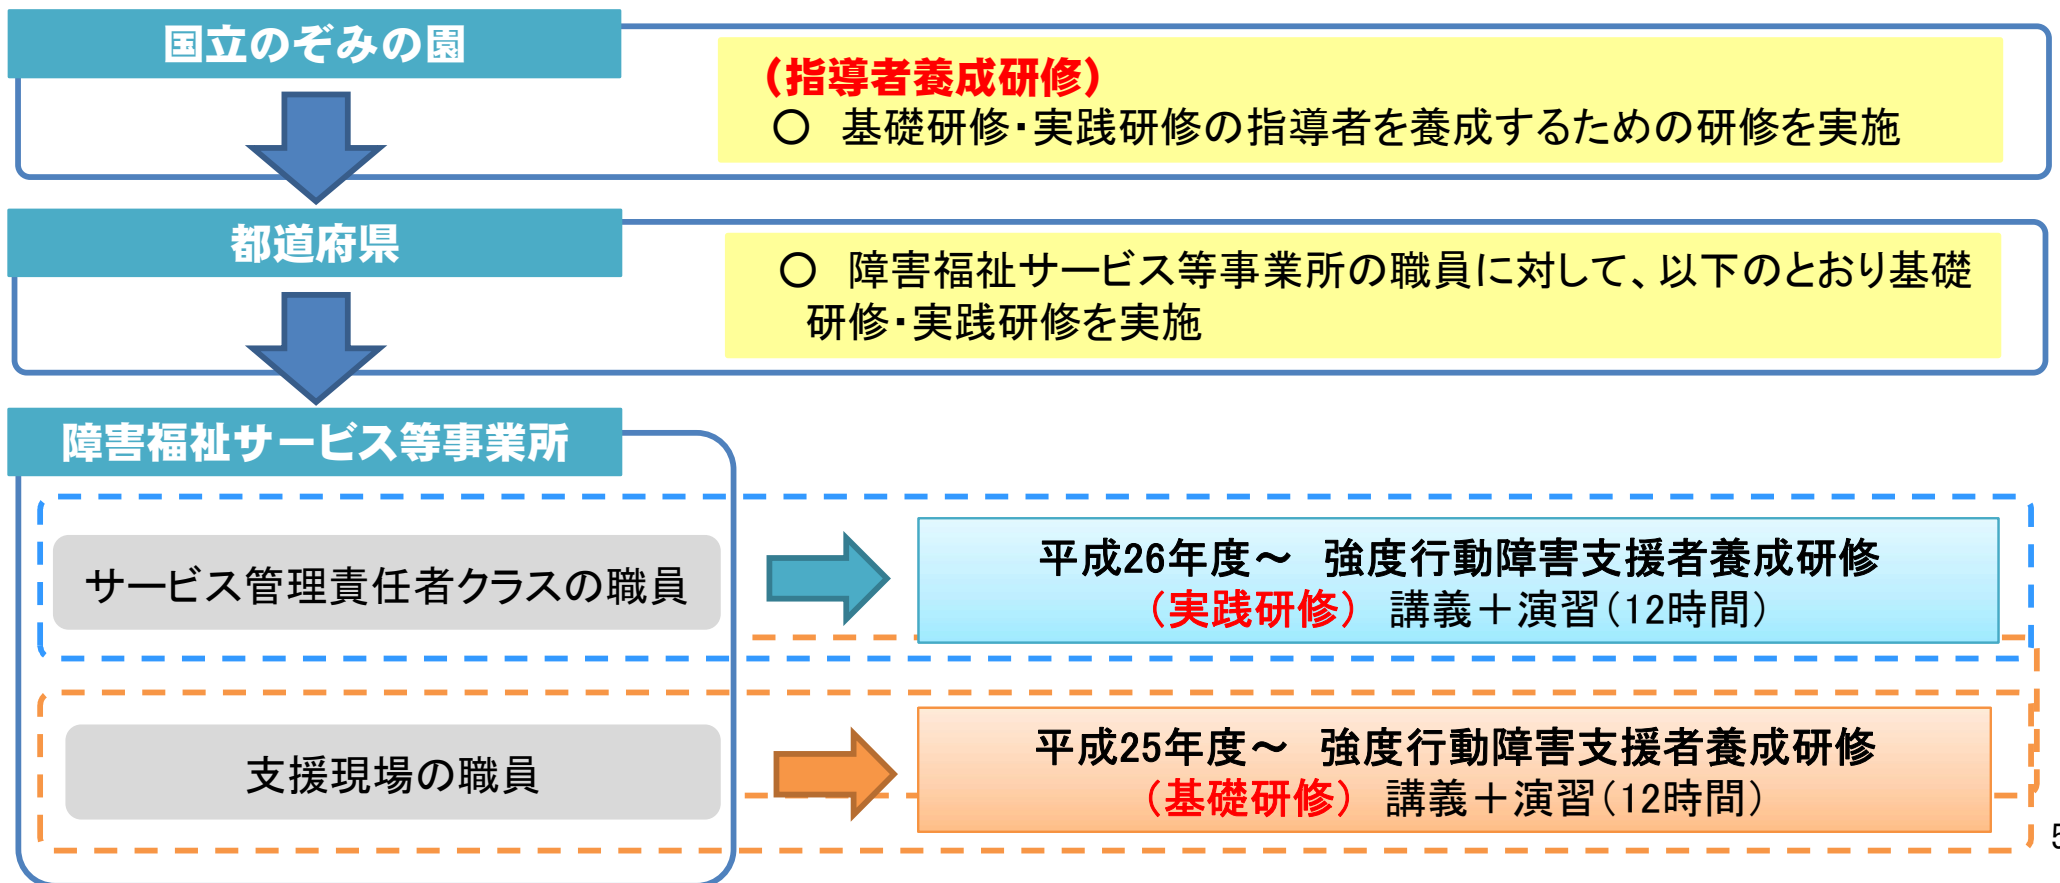 国立のぞみの園
（指導者養成研修）
○　基礎研修・実践研修の指導者を養成するための研修を実施
都道府県
○　障害福祉サービス等事業所の職員に対して、以下のとおり基礎
研修・実践研修を実施
障害福祉サービス等事業所
サービス管理責任者クラスの職員
平成26年度～　強度行動障害支援者養成研修
（実践研修）　講義＋演習（12時間）
支援現場の職員
平成25年度～　強度行動障害支援者養成研修
（基礎研修）　講義＋演習（12時間）
5